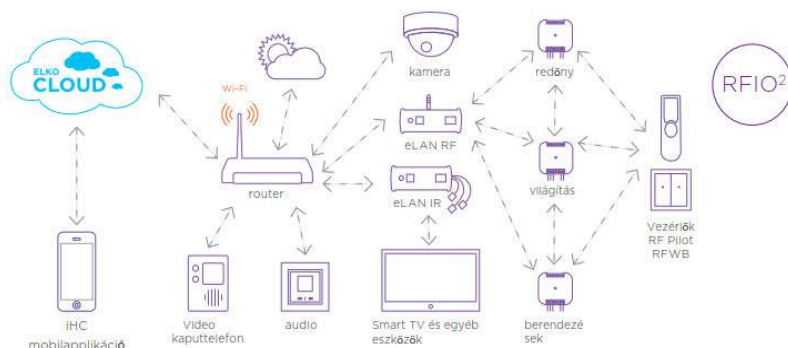 ELKO
CLOUD
Wi-Fi
kamera
redőny
RFIO²
eLAN RF
router
eLAN IR
világítás
Vezérlők
RF Pilot
RFWB
iHC
mobilapplikáció
Video
kaputtelefon
audio
Smart TV és egyéb
eszközök
berendezé
sek